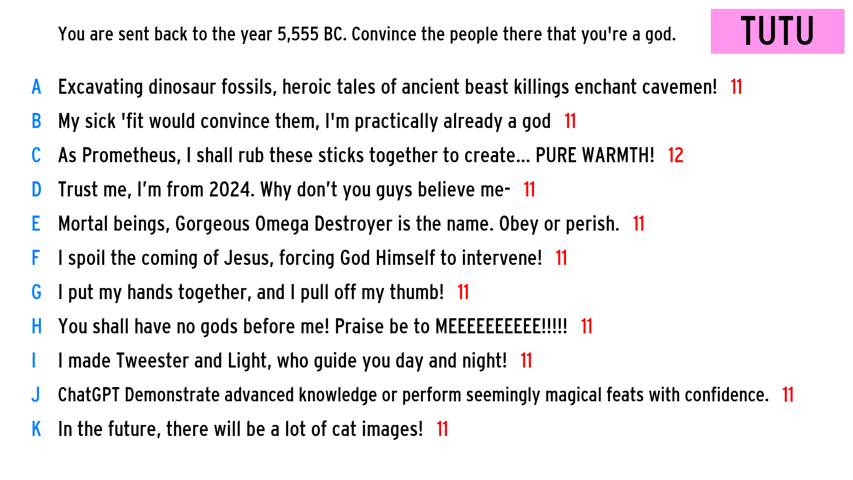 You are sent back to the year 5,555 BC. Convince the people there that you're a god.
TUTU
A Excavating dinosaur fossils, heroic tales of ancient beast killings enchant cavemen! 11
B My sick 'fit would convince them, I'm practically already a god 11
C As Prometheus, I shall rub these sticks together to create... PURE WARMTH! 12
D Trust me, I’m from 2024. Why don’t you guys believe me- 11
E Mortal beings, Gorgeous Omega Destroyer is the name. Obey or perish. 11
F I spoil the coming of Jesus, forcing God Himself to intervene! 11
G I put my hands together, and I pull off my thumb! 11
H You shall have no gods before me! Praise be to MEEEEEEEEEE!!!!! 11
I I made Tweester and Light, who guide you day and night! 11
J ChatGPT Demonstrate advanced knowledge or perform seemingly magical feats with confidence. 11
K In the future, there will be a lot of cat images! 11